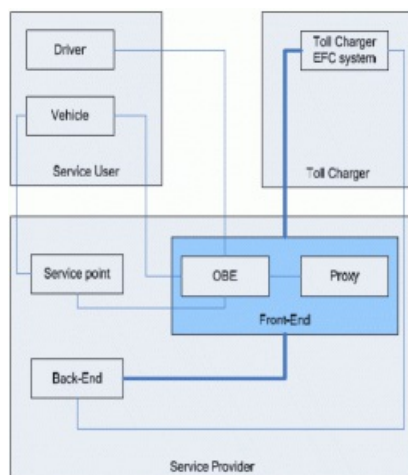 Driver
Vehicle
Service User
Toll Charger
EFC system
Toll Charger
Service point
OBE
Proxy
Front-End
Back-End
Service Provider